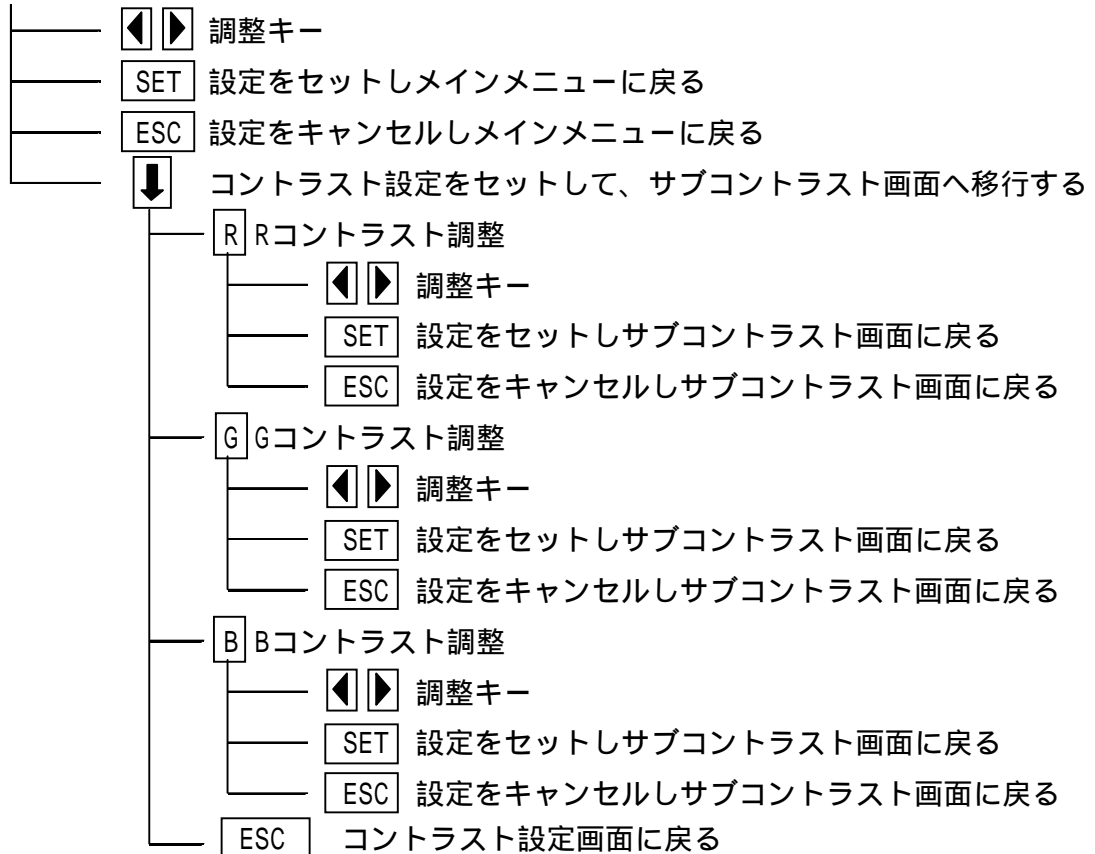 調整キー
SET 設定をセットしメインメニューに戻る
ESC 設定をキャンセルしメインメニューに戻る
コントラスト設定をセットして、サブコントラスト画面へ移行する
R Rコントラスト調整
調整キー
SET 設定をセットしサブコントラスト画面に戻る
ESC 設定をキャンセルしサブコントラスト画面に戻る
G Gコントラスト調整
調整キー
SET 設定をセットしサブコントラスト画面に戻る
ESC 設定をキャンセルしサブコントラスト画面に戻る
B Bコントラスト調整
調整キー
SET 設定をセットしサブコントラスト画面に戻る
ESC 設定をキャンセルしサブコントラスト画面に戻る
ESC コントラスト設定画面に戻る